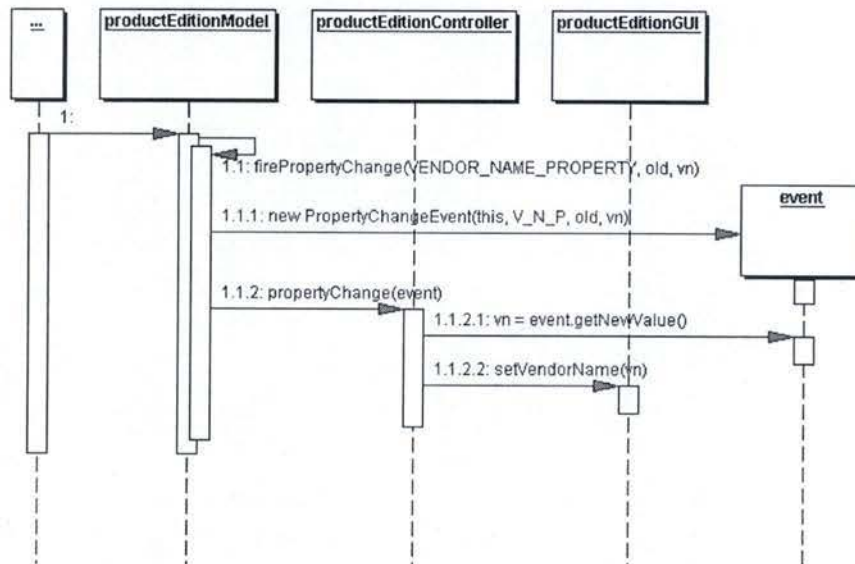 ...
productEditionModel
productEditionController
productEditionGUI
1:
1.1: firePropertyChange(VENDOR_NAME_PROPERTY, old, vn)
event
1.1.1: new PropertyChangeEvent(this, V_N_P, old, vn)
1.1.2: propertyChange(event)
1.1.2.1: vn = event.getNewValue()
1.1.2.2: setVendorName(vn)